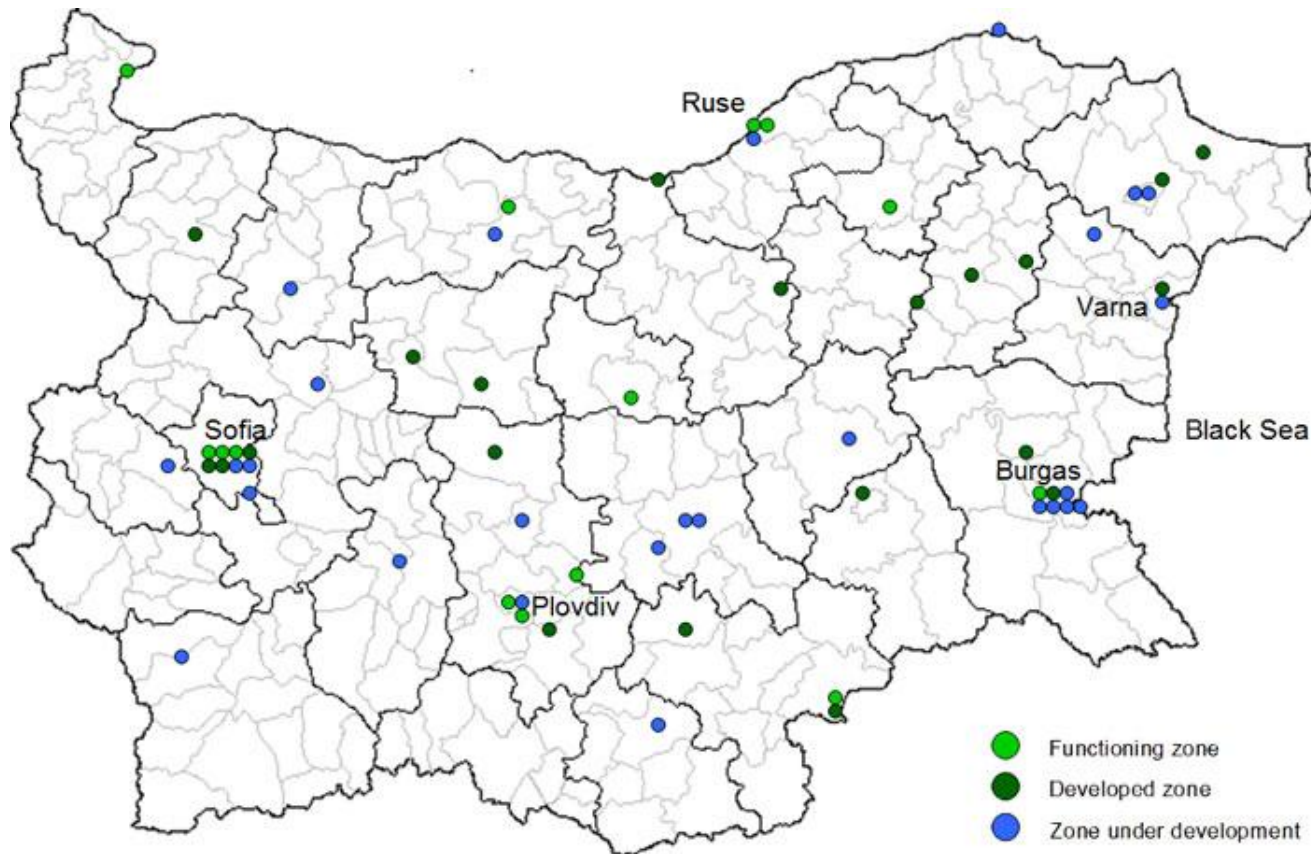 Ruse
Varna
Sofia
Black Sea
Burgas
Plovdiv
Functioning zone
Developed zone
Zone under development